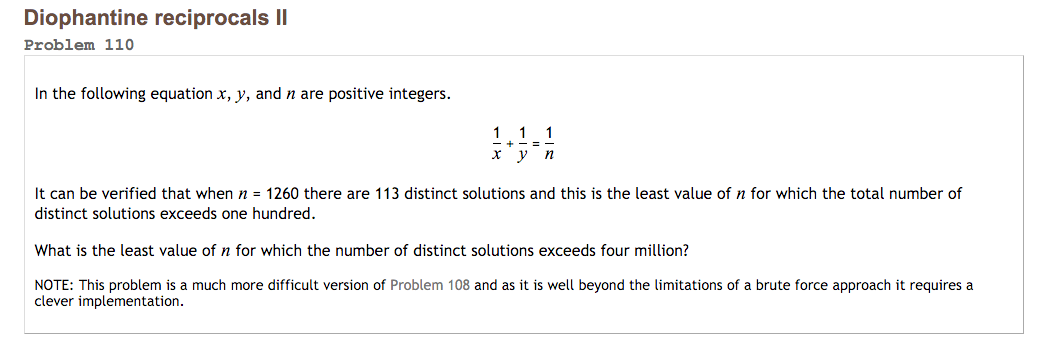 Diophantine reciprocals II
Problem 110
In the following equation x, y, and n are positive integers.
1/x + 1/y = 1/n
It can be verified that when n = 1260 there are 113 distinct solutions and this is the least value of n for which the total number of
distinct solutions exceeds one hundred.
What is the least value of n for which the number of distinct solutions exceeds four million?
NOTE: This problem is a much more difficult version of Problem 108 and as it is well beyond the limitations of a brute force approach it requires a
clever implementation.